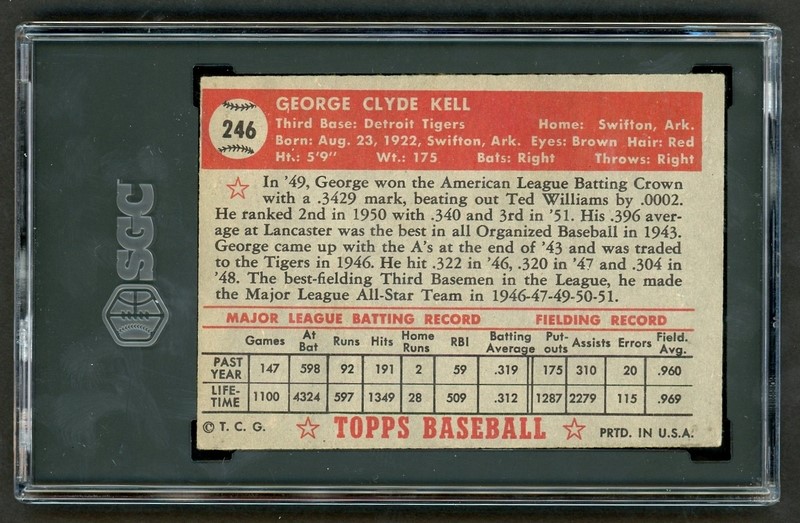 SGC
246
GEORGE CLYDE KELL
Third Base: Detroit Tigers Home: Swifton, Ark.
Born: Aug. 23, 1922, Swifton, Ark. Eyes: Brown Hair: Red
Ht.: 5'9" Wt.: 175 Bats: Right Throws: Right
In '49, George won the American League Batting Crown
with a .3429 mark, beating out Ted Williams by .0002.
He ranked 2nd in 1950 with .340 and 3rd in '51. His .396 aver-
age at Lancaster was the best in all Organized Baseball in 1943.
George came up with the A's at the end of '43 and was traded
to the Tigers in 1946. He hit .322 in '46, .320 in '47 and .304 in
'48. The best-fielding Third Basemen in the League, he made
the Major League All-Star Team in 1946-47-49-50-51.
MAJOR LEAGUE BATTING RECORD FIELDING RECORD
Games At Bat Runs Hits Home Runs RBI Batting Average Put-outs Assists Errors Field. Avg.
PAST YEAR 147 598 92 191 2 59 .319 175 310 20 .960
LIFE-TIME 1100 4324 597 1349 28 509 .312 1287 2279 115 .969
© T. C. G. TOPPS BASEBALL PRTD. IN U.S.A.